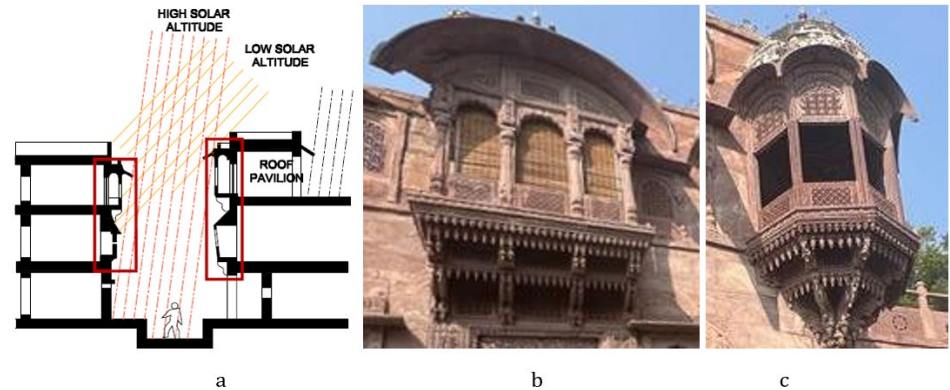 HIGH SOLAR
ALTITUDE
LOW SOLAR
ALTITUDE
ROOF
PAVILION
a
b
c